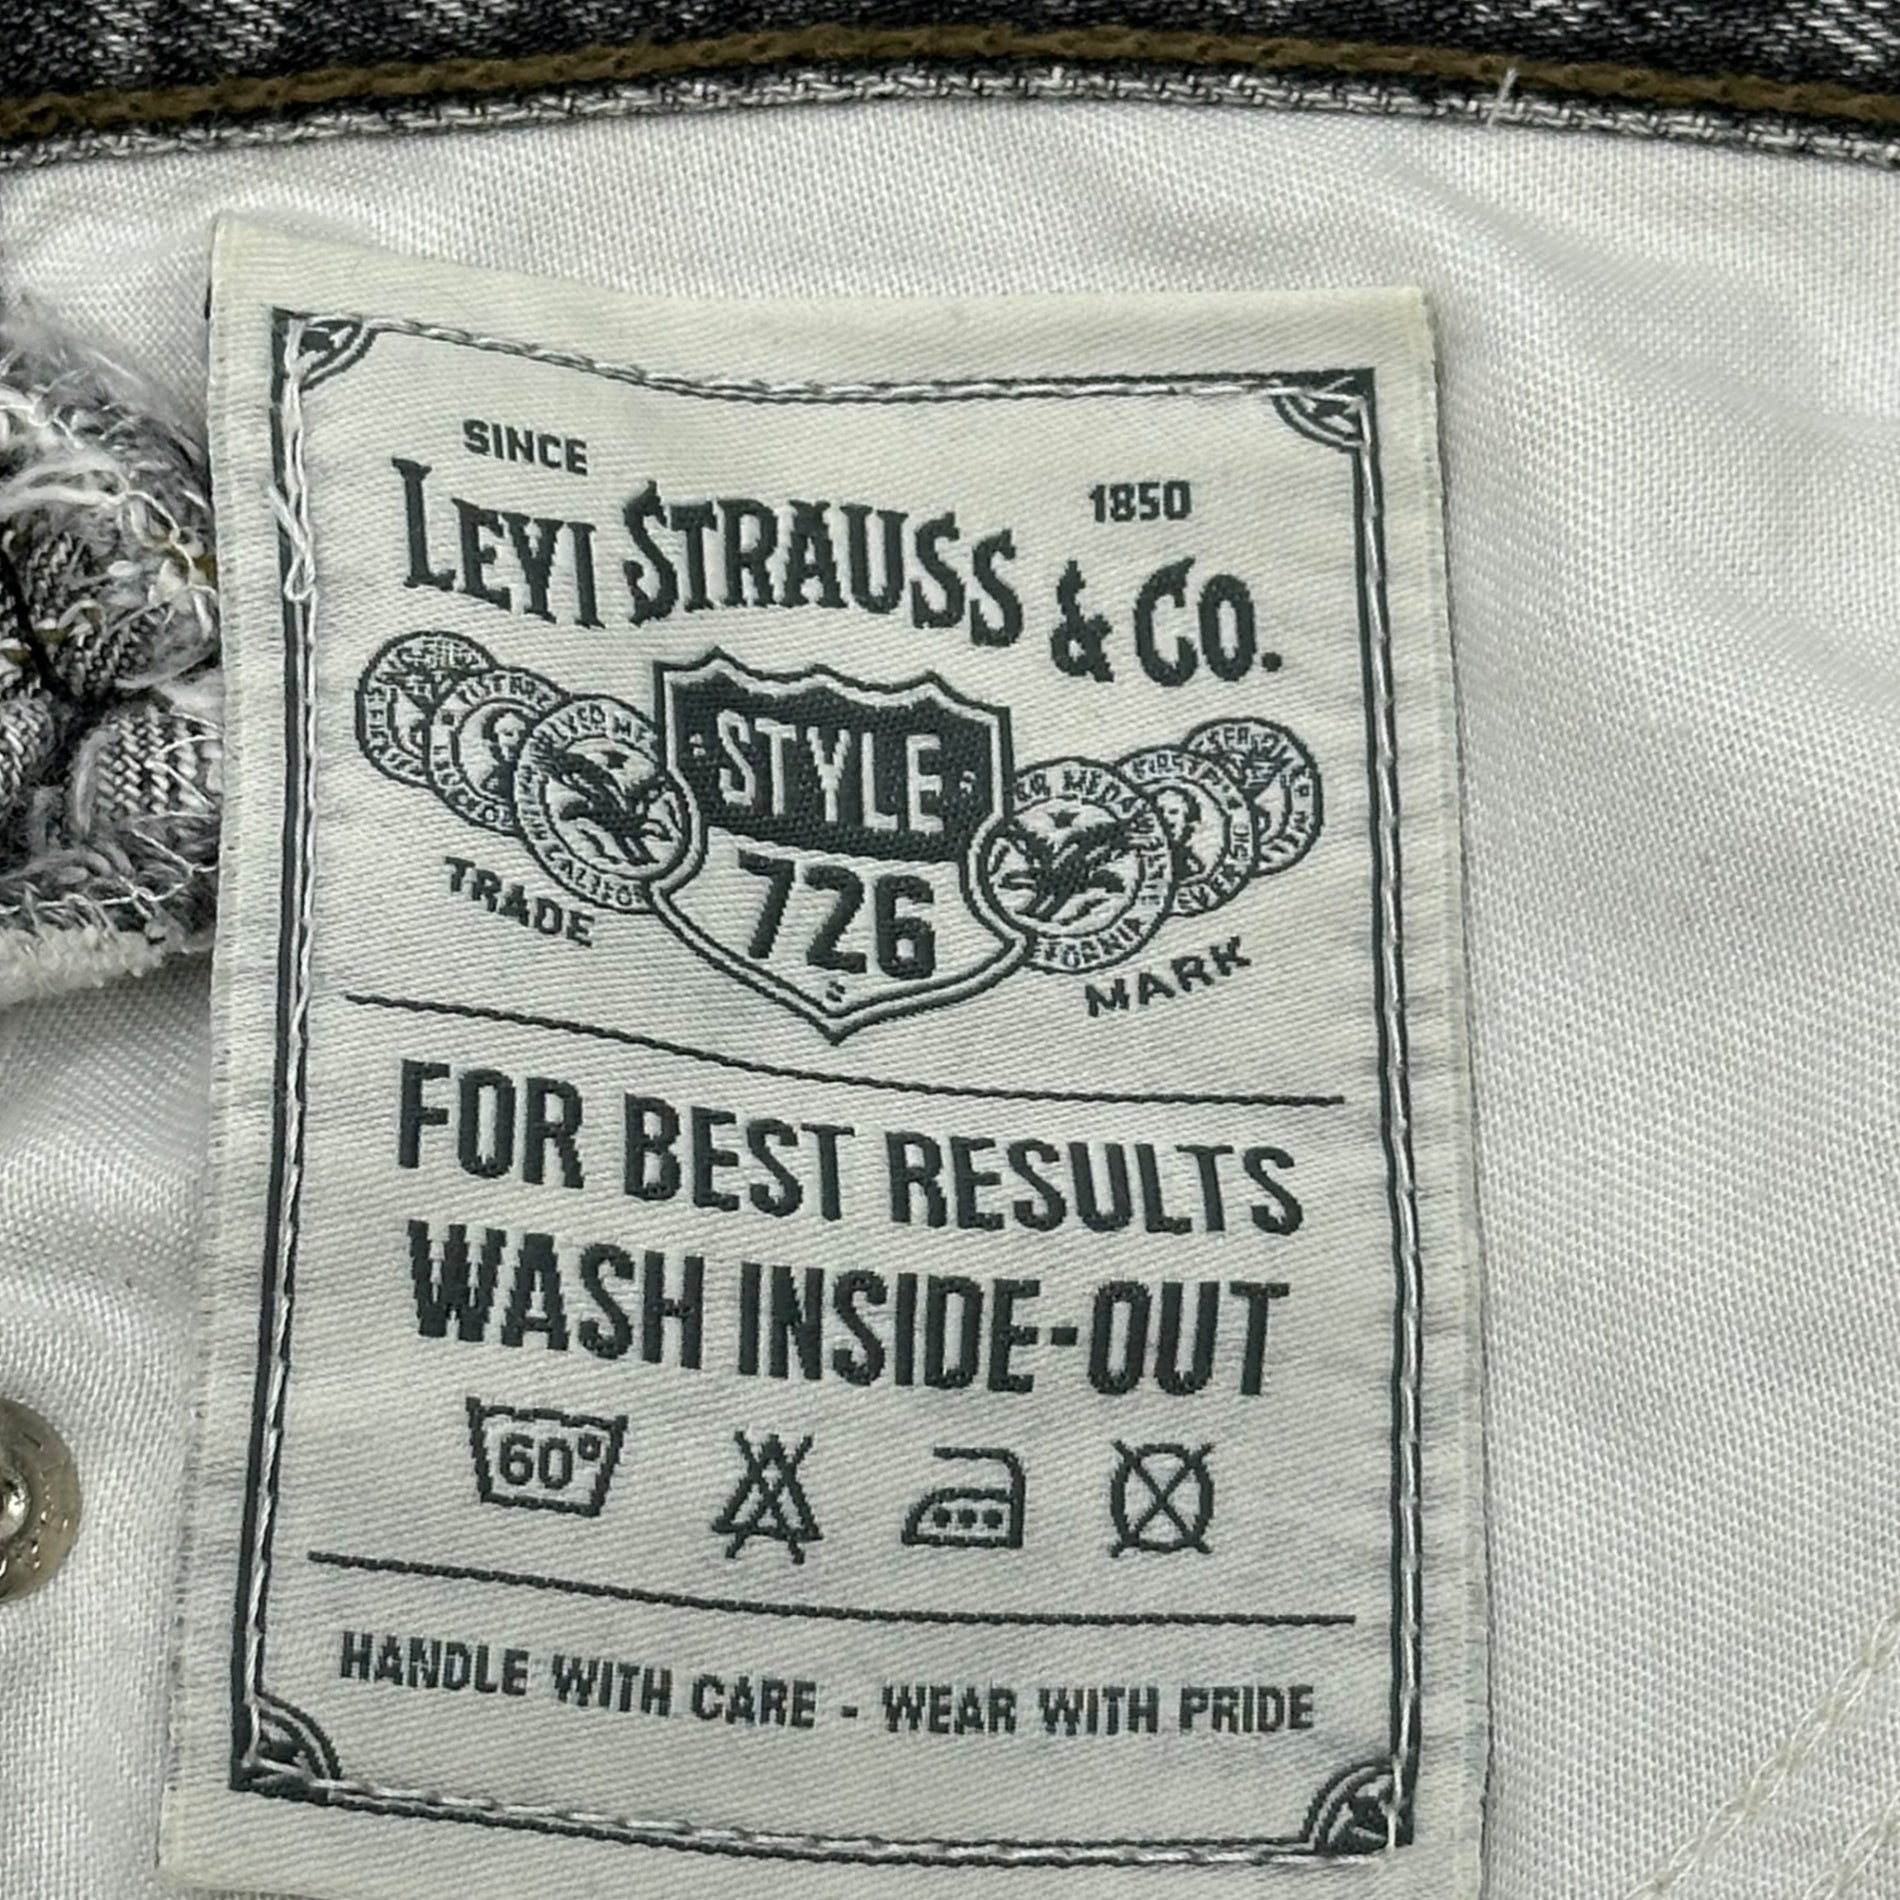 SINCE
1850
LEVI STRAUSS & CO.
STYLE
726
TRADE
MARK
FOR BEST RESULTS
WASH INSIDE-OUT
60°
HANDLE WITH CARE - WEAR WITH PRIDE